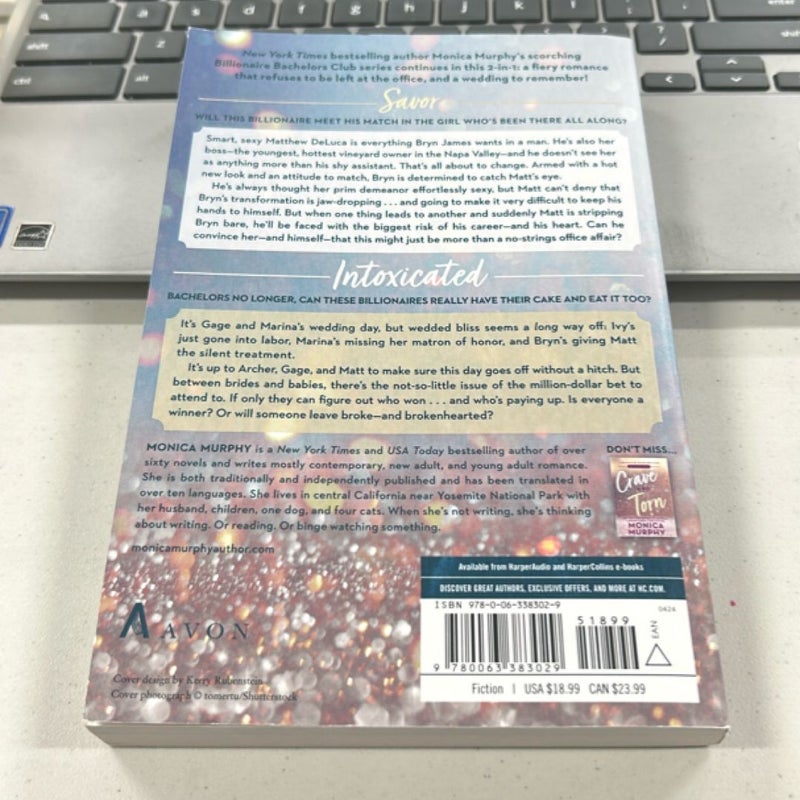 enter
shift
ctrl
alt
shift
New York Times bestselling author Monica Murphy's scorching
Billionaire Bachelors Club series continues in this 2-in-1: a fiery romance
that refuses to be left at the office, and a wedding to remember!
Savor
WILL THIS BILLIONAIRE MEET HIS MATCH IN THE GIRL WHO'S BEEN THERE ALL ALONG?
Smart, sexy Matthew DeLuca is everything Bryn James wants in a man. He's also her
boss—the youngest, hottest vineyard owner in the Napa Valley—and he doesn't see her
as anything more than his shy assistant. That's all about to change. Armed with a hot
new look and an attitude to match, Bryn is determined to catch Matt's eye.
He's always thought her prim demeanor effortlessly sexy, but Matt can't deny that
Bryn's transformation is jaw-dropping . . . and going to make it very difficult to keep his
hands to himself. But when one thing leads to another and suddenly Matt is stripping
Bryn bare, he'll be faced with the biggest risk of his career—and his heart. Can he
convince her—and himself—that this might just be more than a no-strings office affair?
Intoxicated
BACHELORS NO LONGER, CAN THESE BILLIONAIRES REALLY HAVE THEIR CAKE AND EAT IT TOO?
It's Gage and Marina's wedding day, but wedded bliss seems a long way off: Ivy's
just gone into labor, Marina's missing her matron of honor, and Bryn's giving Matt
the silent treatment.
It's up to Archer, Gage, and Matt to make sure this day goes off without a hitch. But
between brides and babies, there's the not-so-little issue of the million-dollar bet to
attend to. If only they can figure out who won . . . and who's paying up. Is everyone a
winner? Or will someone leave broke—and brokenhearted?
MONICA MURPHY is a New York Times and USA Today bestselling author of over
sixty novels and writes mostly contemporary, new adult, and young adult romance.
She is both traditionally and independently published and has been translated in
over ten languages. She lives in central California near Yosemite National Park with
her husband, children, one dog, and four cats. When she's not writing, she's thinking
about writing. Or reading. Or binge watching something.
monicamurphyauthor.com
DON'T MISS...
Crave
Torn
MONICA
MURPHY
Available from HarperAudio and HarperCollins e-books
DISCOVER GREAT AUTHORS, EXCLUSIVE OFFERS, AND MORE AT HC.COM.
ISBN 978-0-06-338302-9
0424
51899
EAN
9 780063 383029
Fiction | USA $18.99 CAN $23.99
AVON
Cover design by Kerry Rubenstein
Cover photograph © tomertu/Shutterstock